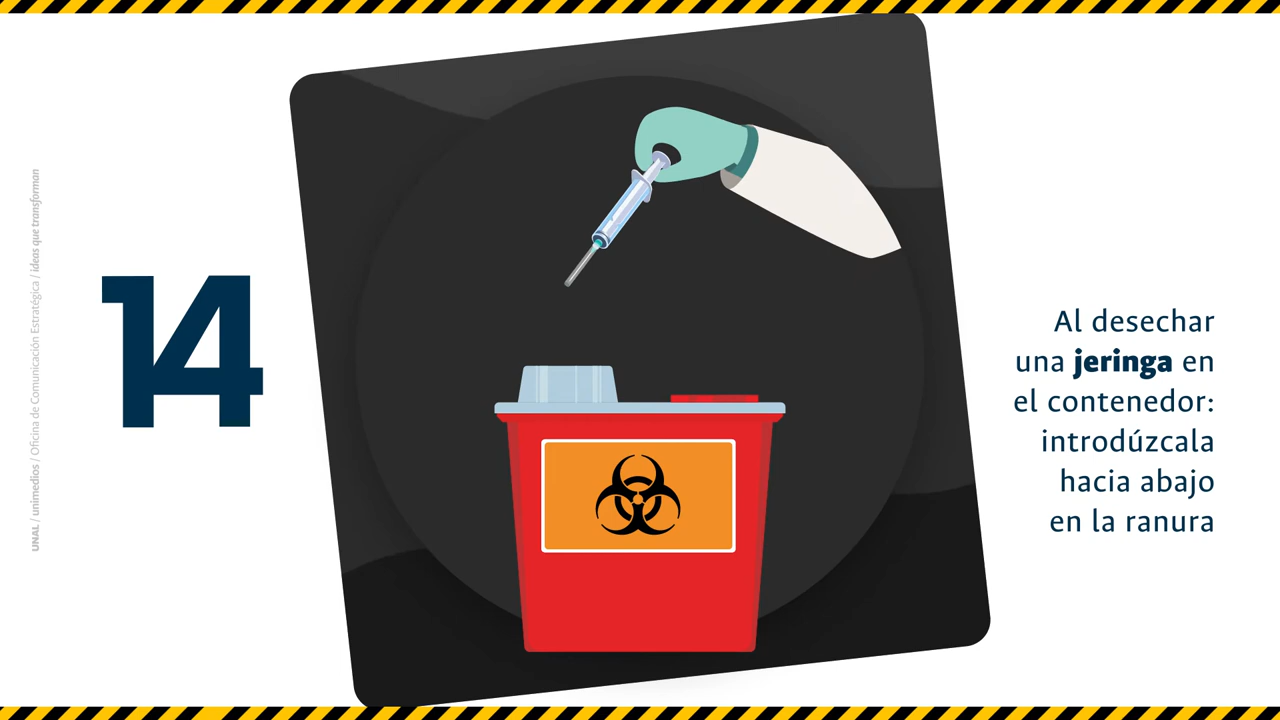 UNAL / unimedios / Oficina de Comunicación Estratégica / ideas que transforman
14
Al desechar
una jeringa en
el contenedor:
introdúzcala
hacia abajo
en la ranura